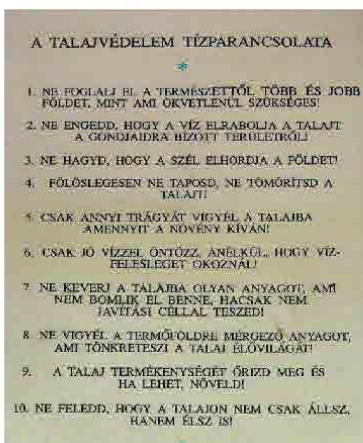 A TALAJVÉDELEM TÍZPARANCSOLATA
*
1. NE FOGLALJ EL A TERMÉSZETTŐL TÖBB ÉS JOBB
FÖLDET, MINT AMI OKVETLENÜL SZÜKSÉGES!
2. NE ENGEDD, HOGY A VÍZ ELRABOLJA A TALAJT
A GONDJAIDRA BÍZOTT TERÜLETRŐL!
3. NE HAGYD, HOGY A SZÉL ELHORDJA A FÖLDET!
4. FÖLÖSLEGESEN NE TAPOSD, NE TÖMÖRÍTSD A
TALAJT!
5. CSAK ANNYI TRÁGYÁT VIGYÉL A TALAJBA
AMENNYIT A NÖVÉNY KÍVÁN!
6. CSAK JÓ VÍZZEL ÖNTÖZZ, ANÉLKÜL, HOGY VÍZ-
FELESLEGET OKOZNÁL!
7. NE KEVERJ A TALAJBA OLYAN ANYAGOT, AMI
NEM BOMLIK EL BENNE, HACSAK NEM
JAVÍTÁSI CÉLLAL TESZED!
8. NE VIGYÉL A TERMŐFÖLDRE MÉRGEZŐ ANYAGOT,
AMI TÖNKRETESZI A TALAJ ÉLŐVILÁGÁT!
9. A TALAJ TERMÉKENYSÉGÉT ŐRIZD MEG ÉS
HA LEHET, NÖVELD!
10. NE FELEDD, HOGY A TALAJON NEM CSAK ÁLLSZ,
HANEM ÉLSZ IS!